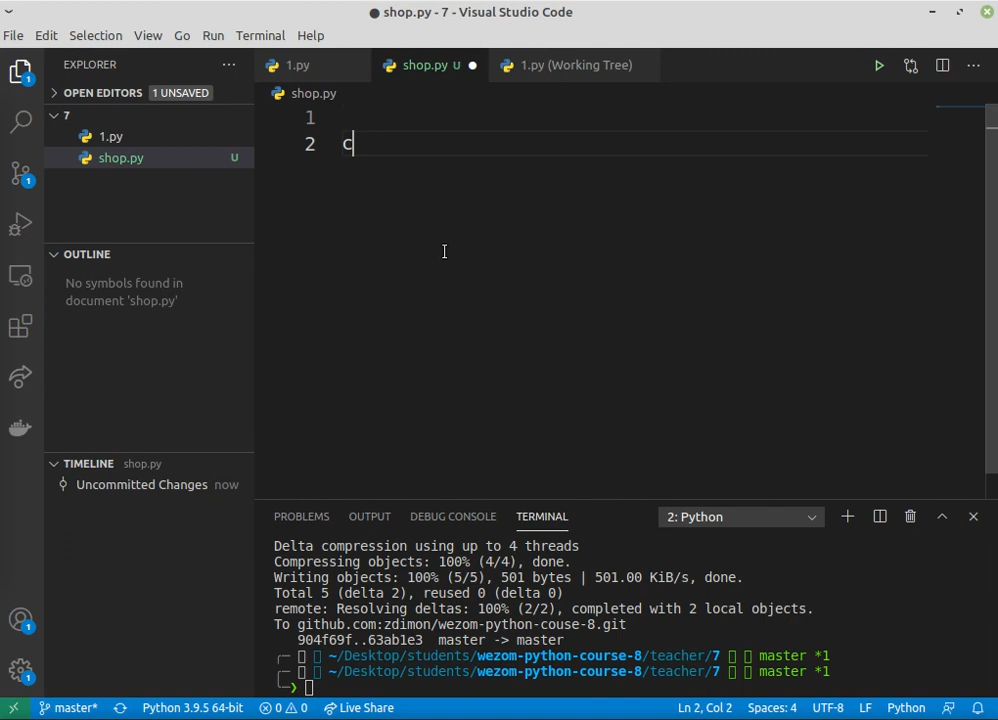 shop.py - 7 - Visual Studio Code
File Edit Selection View Go Run Terminal Help
EXPLORER
1.py
shop.py U
1.py (Working Tree)
OPEN EDITORS 1 UNSAVED
shop.py
7
1.py
shop.py U
1
2 c
OUTLINE
No symbols found in
document 'shop.py'
TIMELINE shop.py
Uncommitted Changes now
1
1
1
1
PROBLEMS OUTPUT DEBUG CONSOLE TERMINAL 2: Python
Delta compression using up to 4 threads
Compressing objects: 100% (4/4), done.
Writing objects: 100% (5/5), 501 bytes | 501.00 KiB/s, done.
Total 5 (delta 2), reused 0 (delta 0)
remote: Resolving deltas: 100% (2/2), completed with 2 local objects.
To github.com:zdimon/wezom-python-couse-8.git
904f69f..63ab1e3 master -> master
~/Desktop/students/wezom-python-course-8/teacher/7 master *1
~/Desktop/students/wezom-python-course-8/teacher/7 master *1
master* Python 3.9.5 64-bit 0 0 Live Share Ln 2, Col 2 Spaces: 4 UTF-8 LF Python